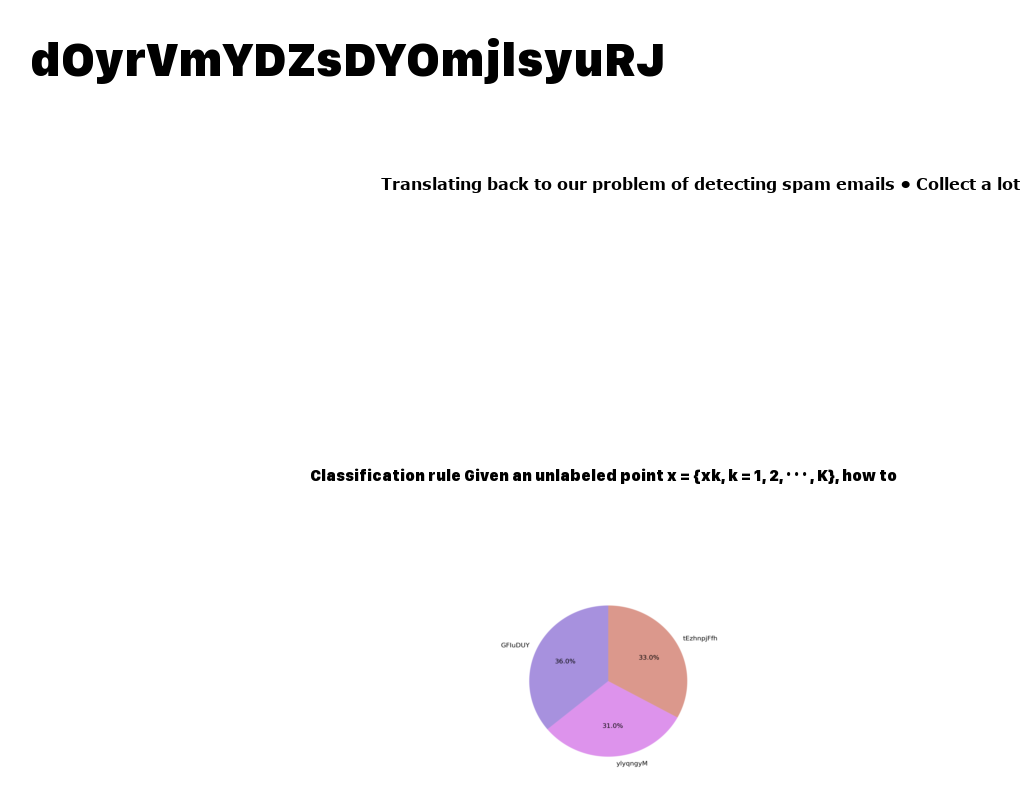 dOyrVmYDZsDYOmjlsyuRJ
Translating back to our problem of detecting spam emails • Collect a lot
Classification rule Given an unlabeled point x = {xk, k = 1, 2, · · · , K}, how to
GFIuDUY
tEzhnpjFfh
36.0%
33.0%
31.0%
ylyqngyM